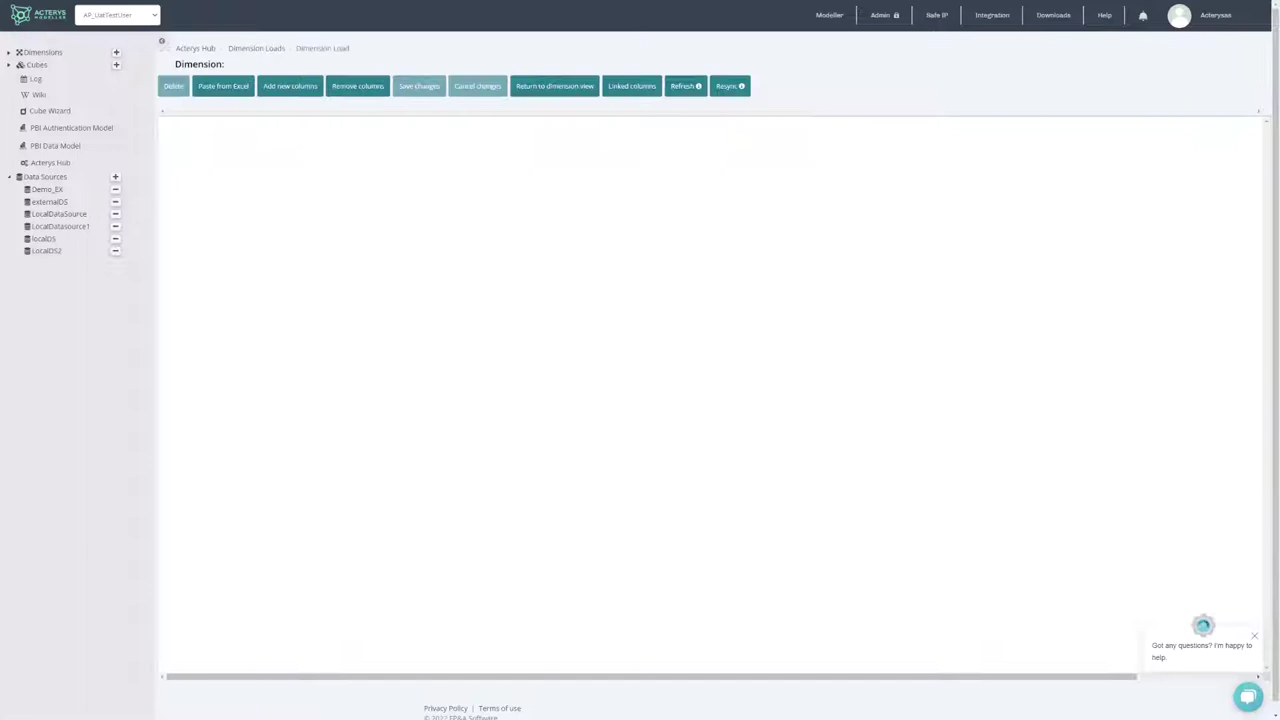 ACTERYS
MODELLER
AP_UatTestUser
Modeller
Admin
Safe IP
Integration
Downloads
Help
Acterysas
Dimensions
Cubes
Log
Wiki
Cube Wizard
PBI Authentication Model
PBI Data Model
Acterys Hub
Data Sources
Demo_EX
externalDS
LocalDataSource
LocalDatasource1
localDS
LocalDS2
Acterys Hub
Dimension Loads
Dimension Load
Dimension:
Delete
Paste from Excel
Add new columns
Remove columns
Save changes
Cancel changes
Return to dimension view
Linked columns
Refresh
Resync
Got any questions? I'm happy to
help.
Privacy Policy | Terms of use
© 2022 FP&A Software